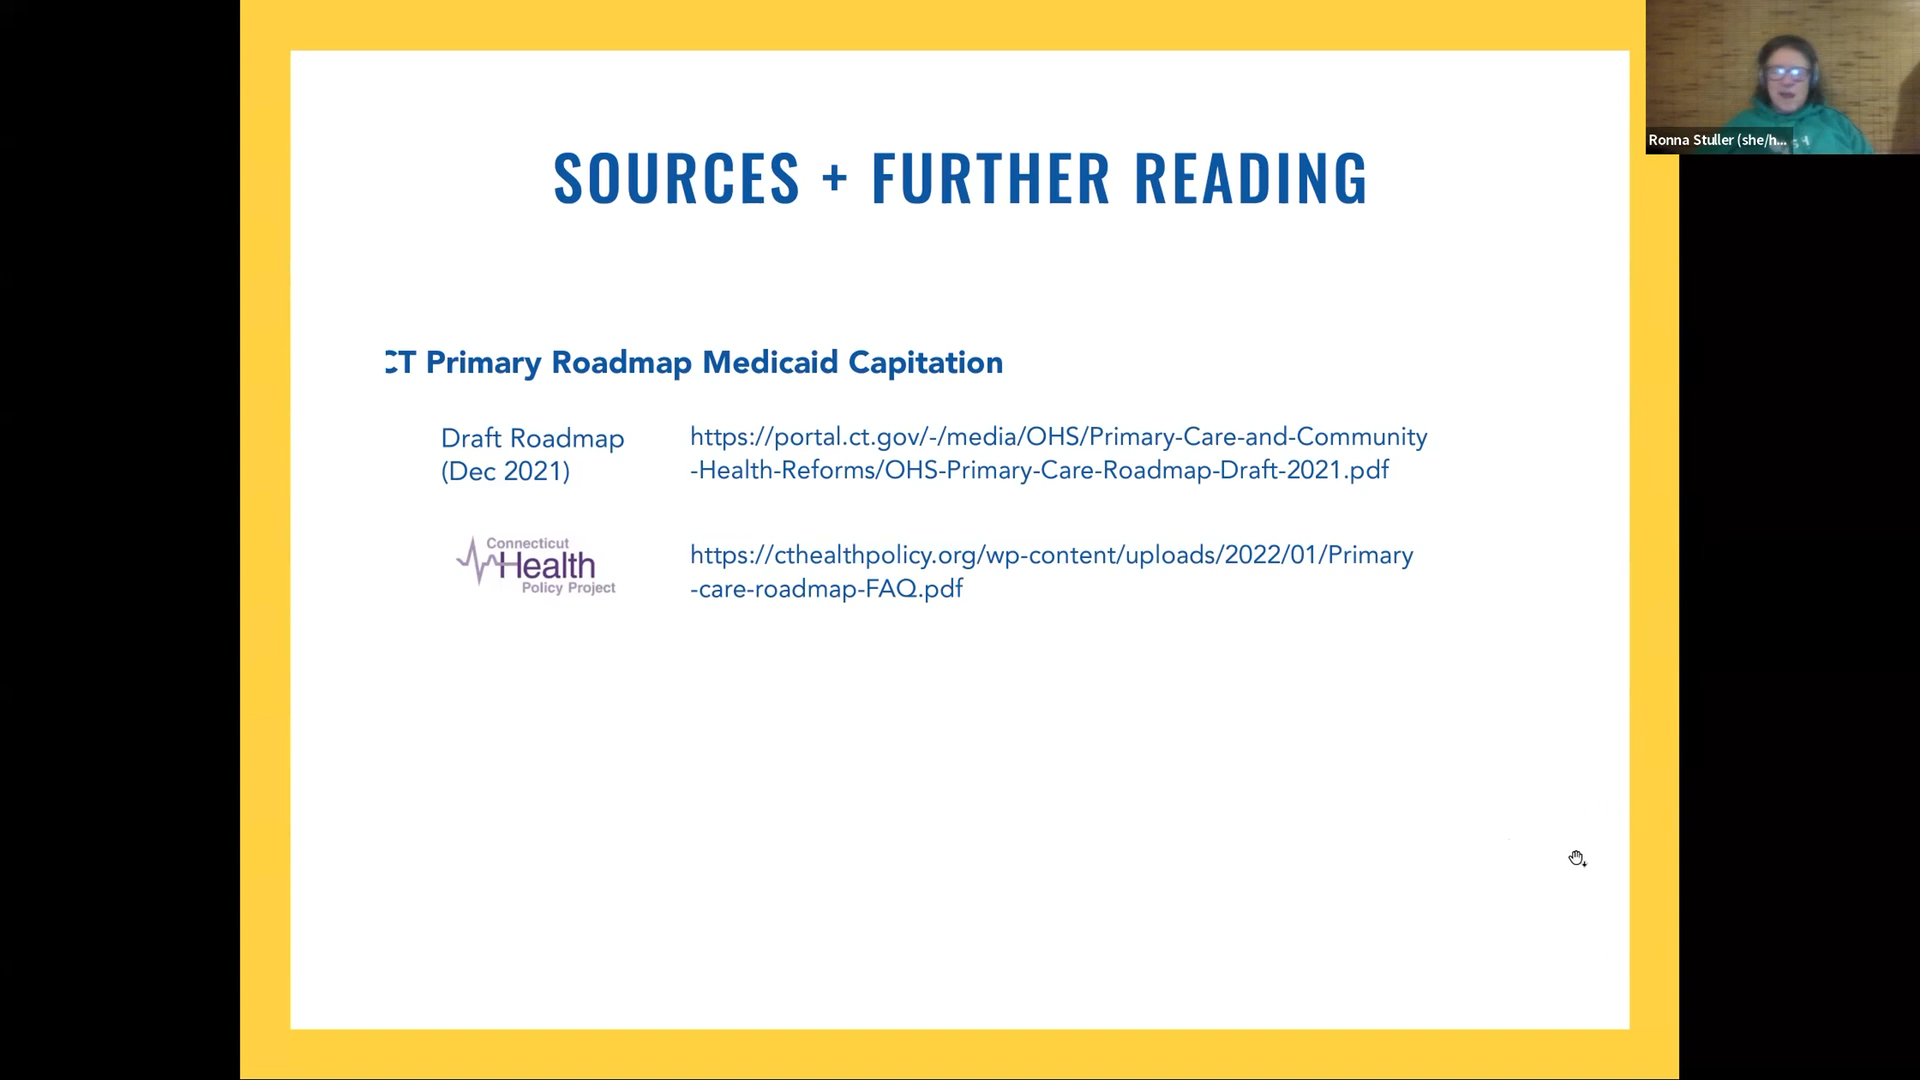 SOURCES + FURTHER READING
Ronna Stuller (she/h...
CT Primary Roadmap Medicaid Capitation
Draft Roadmap
(Dec 2021)
https://portal.ct.gov/-/media/OHS/Primary-Care-and-Community
-Health-Reforms/OHS-Primary-Care-Roadmap-Draft-2021.pdf
Connecticut
Health
Policy Project
https://cthealthpolicy.org/wp-content/uploads/2022/01/Primary
-care-roadmap-FAQ.pdf